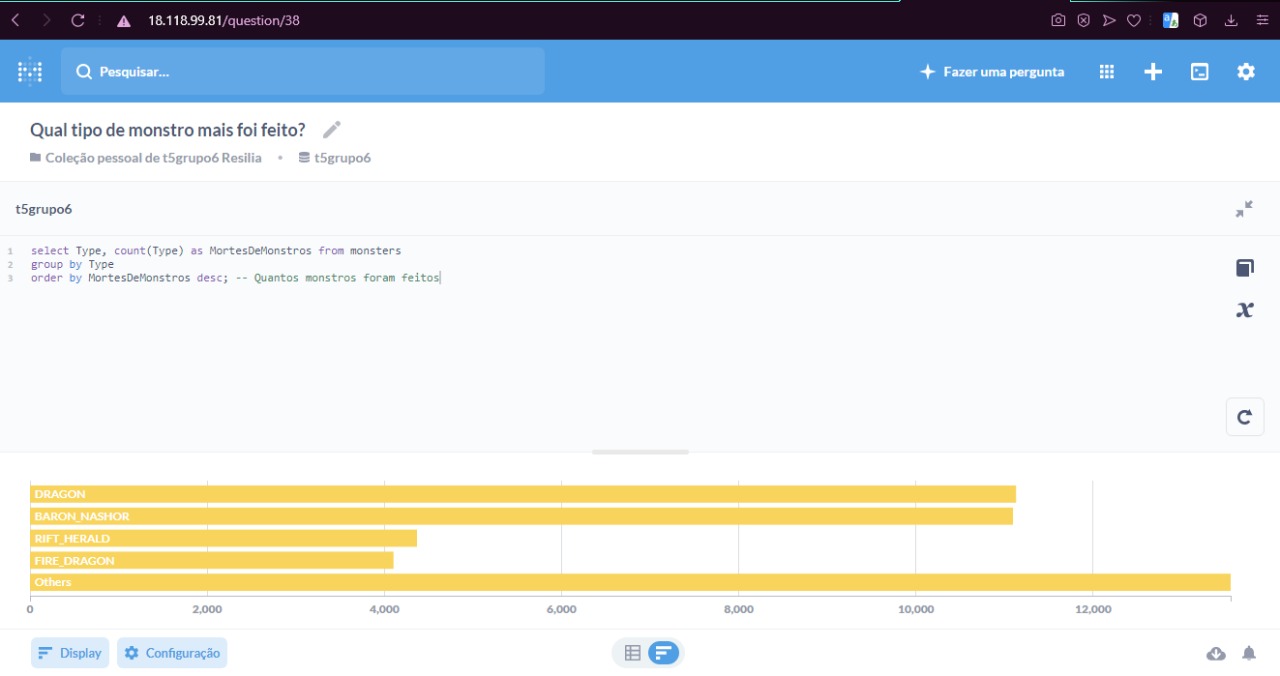 18.118.99.81/question/38
Pesquisar...
Fazer uma pergunta
Qual tipo de monstro mais foi feito?
Coleção pessoal de t5grupo6 Resilia • t5grupo6
t5grupo6
1 select Type, count(Type) as MortesDeMonstros from monsters
2 group by Type
3 order by MortesDeMonstros desc; -- Quantos monstros foram feitos
x
DRAGON
BARON_NASHOR
RIFT_HERALD
FIRE_DRAGON
Others
0 2,000 4,000 6,000 8,000 10,000 12,000
Display Configuração